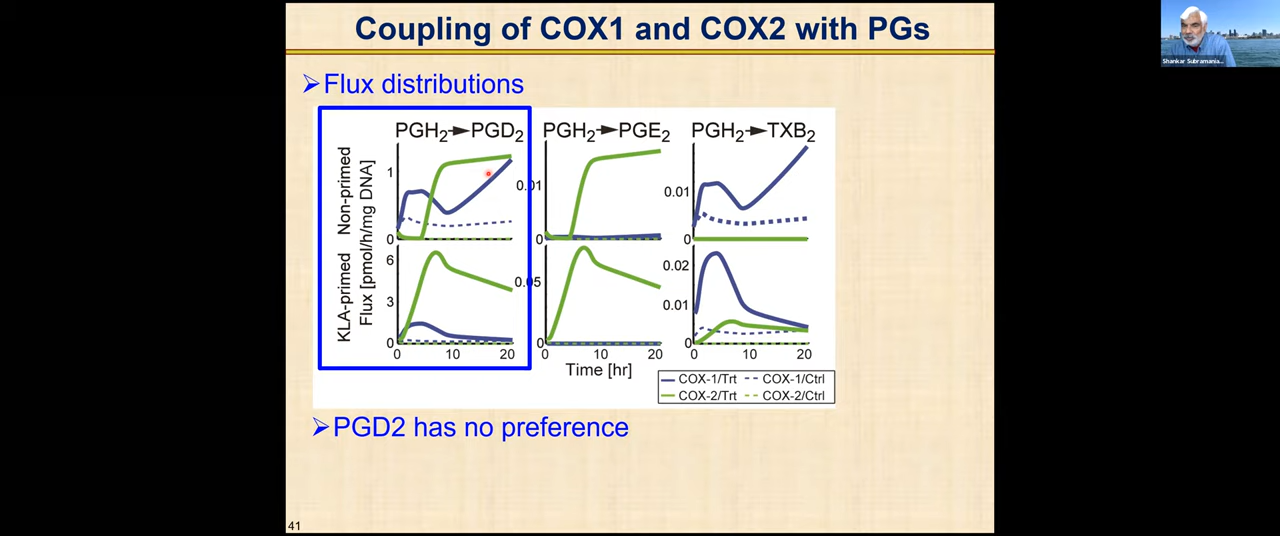 Coupling of COX1 and COX2 with PGs
Shankar Subramania...
➢Flux distributions
PGH2→PGD2 PGH2→PGE2 PGH2→TXB2
Non-primed
KLA-primed
Flux [pmol/h/mg DNA]
1
0
0.01
0
0.01
0
6
3
0
0.05
0
0.02
0.01
0
0 10 20 0 10 20 0 10 20
Time [hr]
COX-1/Trt COX-1/Ctrl
COX-2/Trt COX-2/Ctrl
➢PGD2 has no preference
41